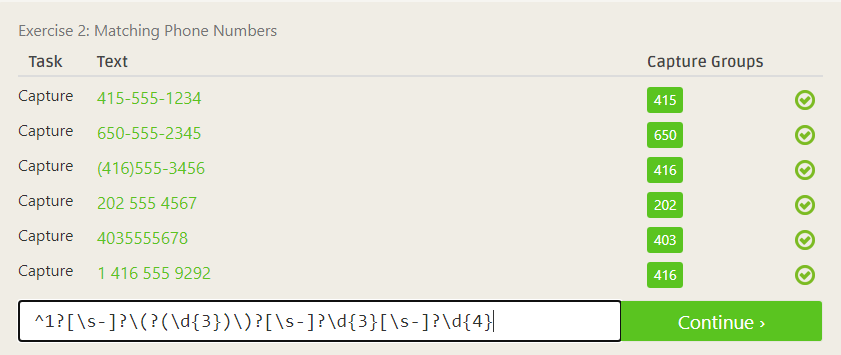 Exercise 2: Matching Phone Numbers
Task Text Capture Groups
Capture 415-555-1234 415
Capture 650-555-2345 650
Capture (416)555-3456 416
Capture 202 555 4567 202
Capture 4035555678 403
Capture 1 416 555 9292 416
^1?[\s-]?\(?(\d{3})\)?[\s-]?\d{3}[\s-]?\d{4} Continue ›